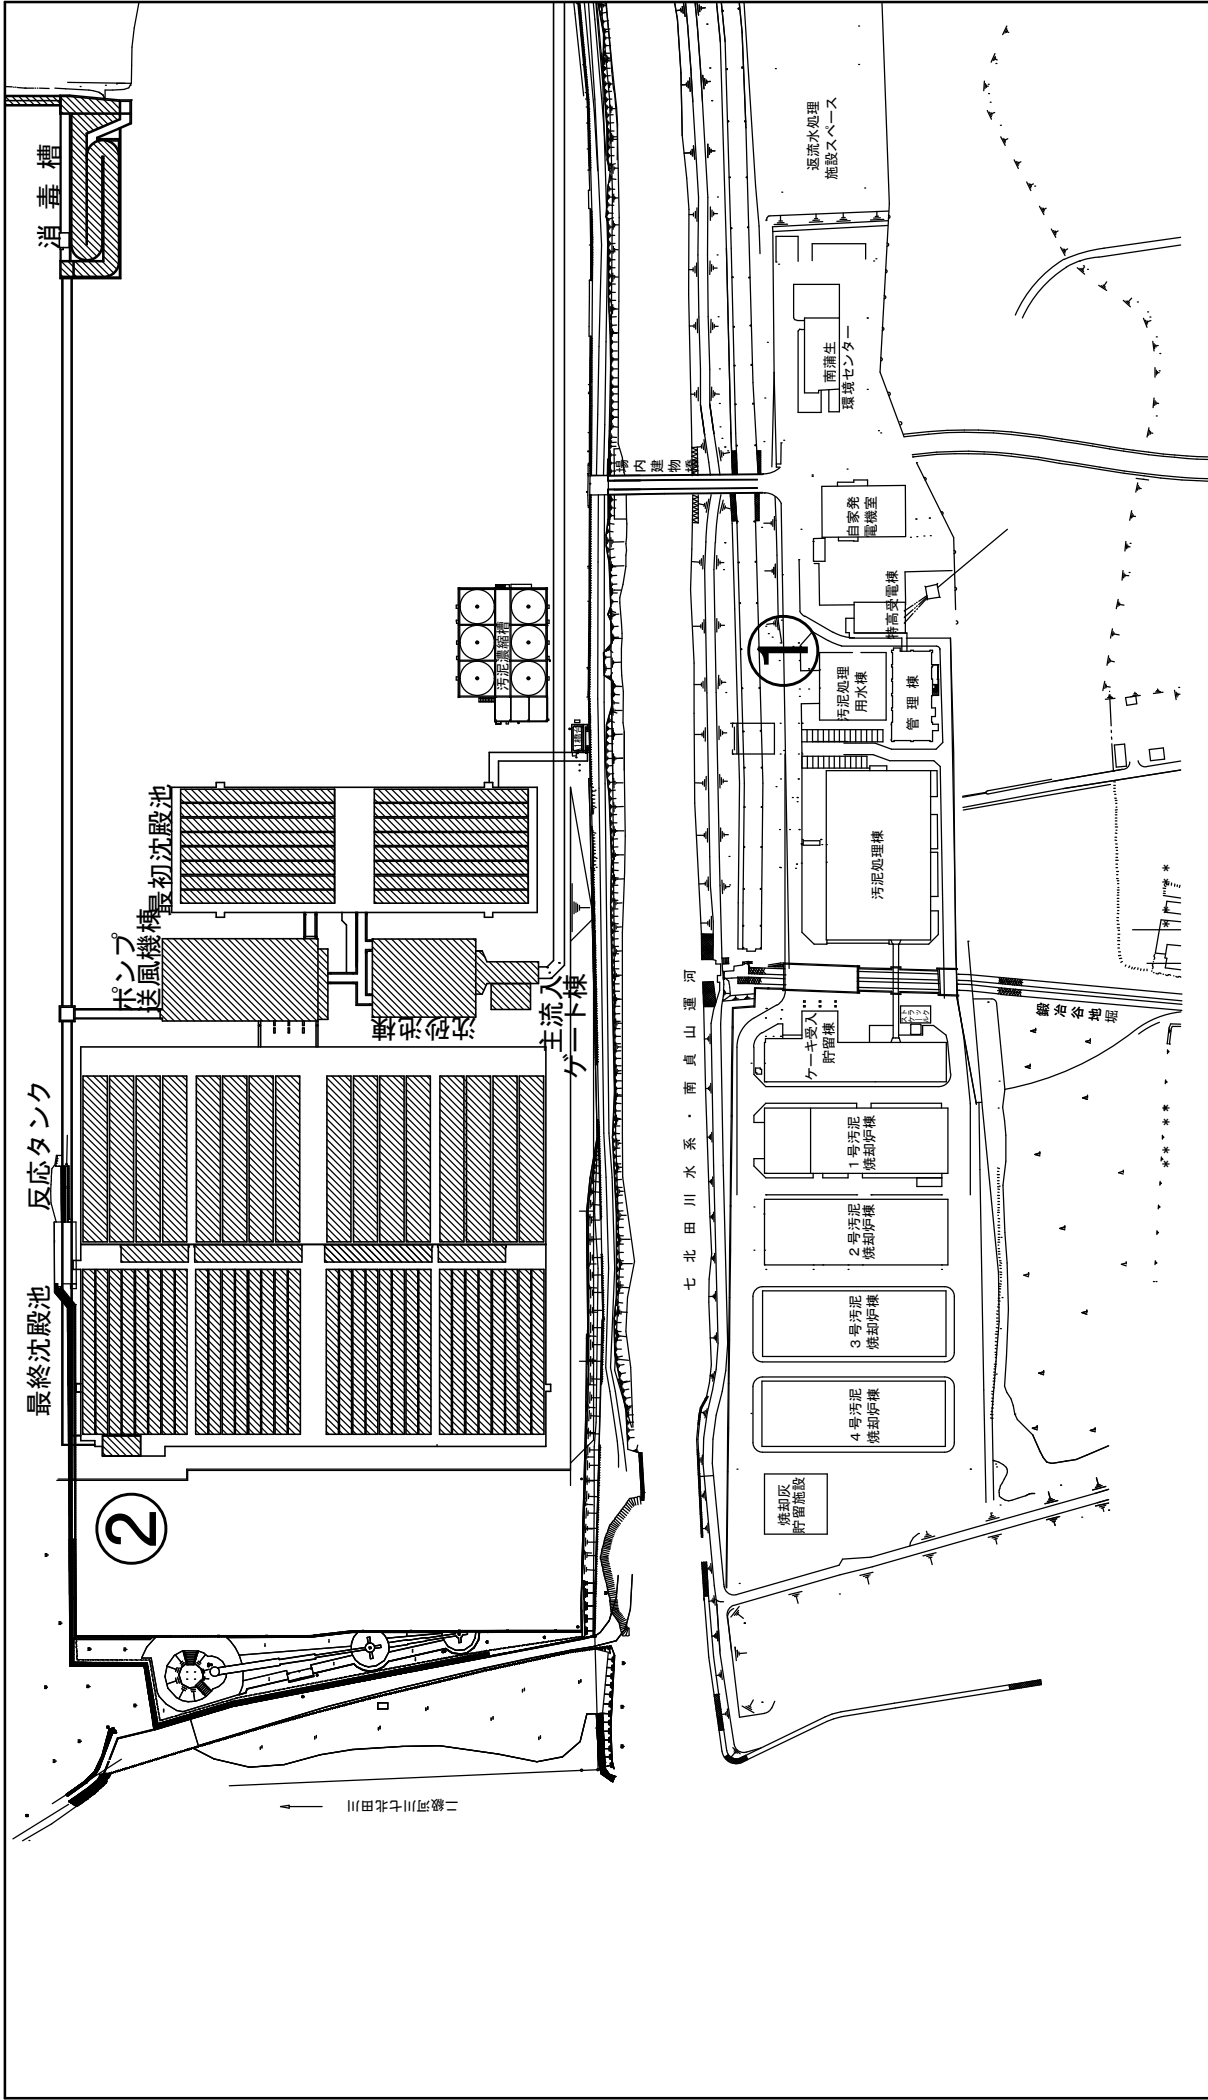 消毒槽
最初沈殿池
ポンプ
送風機棟
沈砂池棟
主流入
ゲート棟
反応タンク
最終沈殿池
②
汚泥濃縮槽
二級河川七北田川
場内建物橋
七北田川水系・南貞山運河
返流水処理
施設スペース
南蒲生
環境センター
自家発
電機室
特高受電棟
1
汚泥処理
用水棟
管理棟
汚泥処理棟
鍛冶谷地堀
ケーキ受入
貯留棟
1号汚泥
焼却炉棟
2号汚泥
焼却炉棟
3号汚泥
焼却炉棟
4号汚泥
焼却炉棟
焼却灰
貯留施設